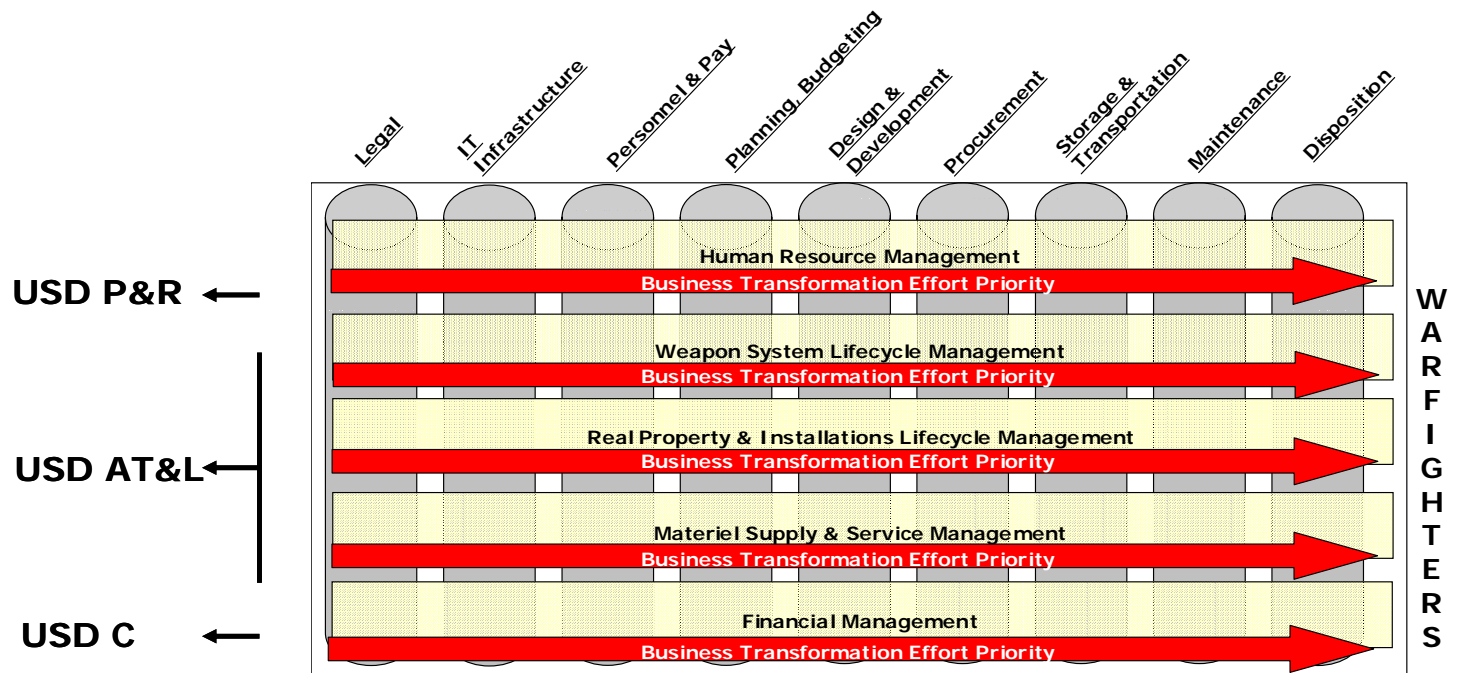 Legal
IT
Infrastructure
Personnel & Pay
Planning, Budgeting
Design &
Development
Procurement
Storage &
Transportation
Maintenance
Disposition
Human Resource Management
Business Transformation Effort Priority
USD P&R
Weapon System Lifecycle Management
Business Transformation Effort Priority
Real Property & Installations Lifecycle Management
Business Transformation Effort Priority
USD AT&L
Materiel Supply & Service Management
Business Transformation Effort Priority
Financial Management
USD C
Business Transformation Effort Priority
WARFIGHTERS